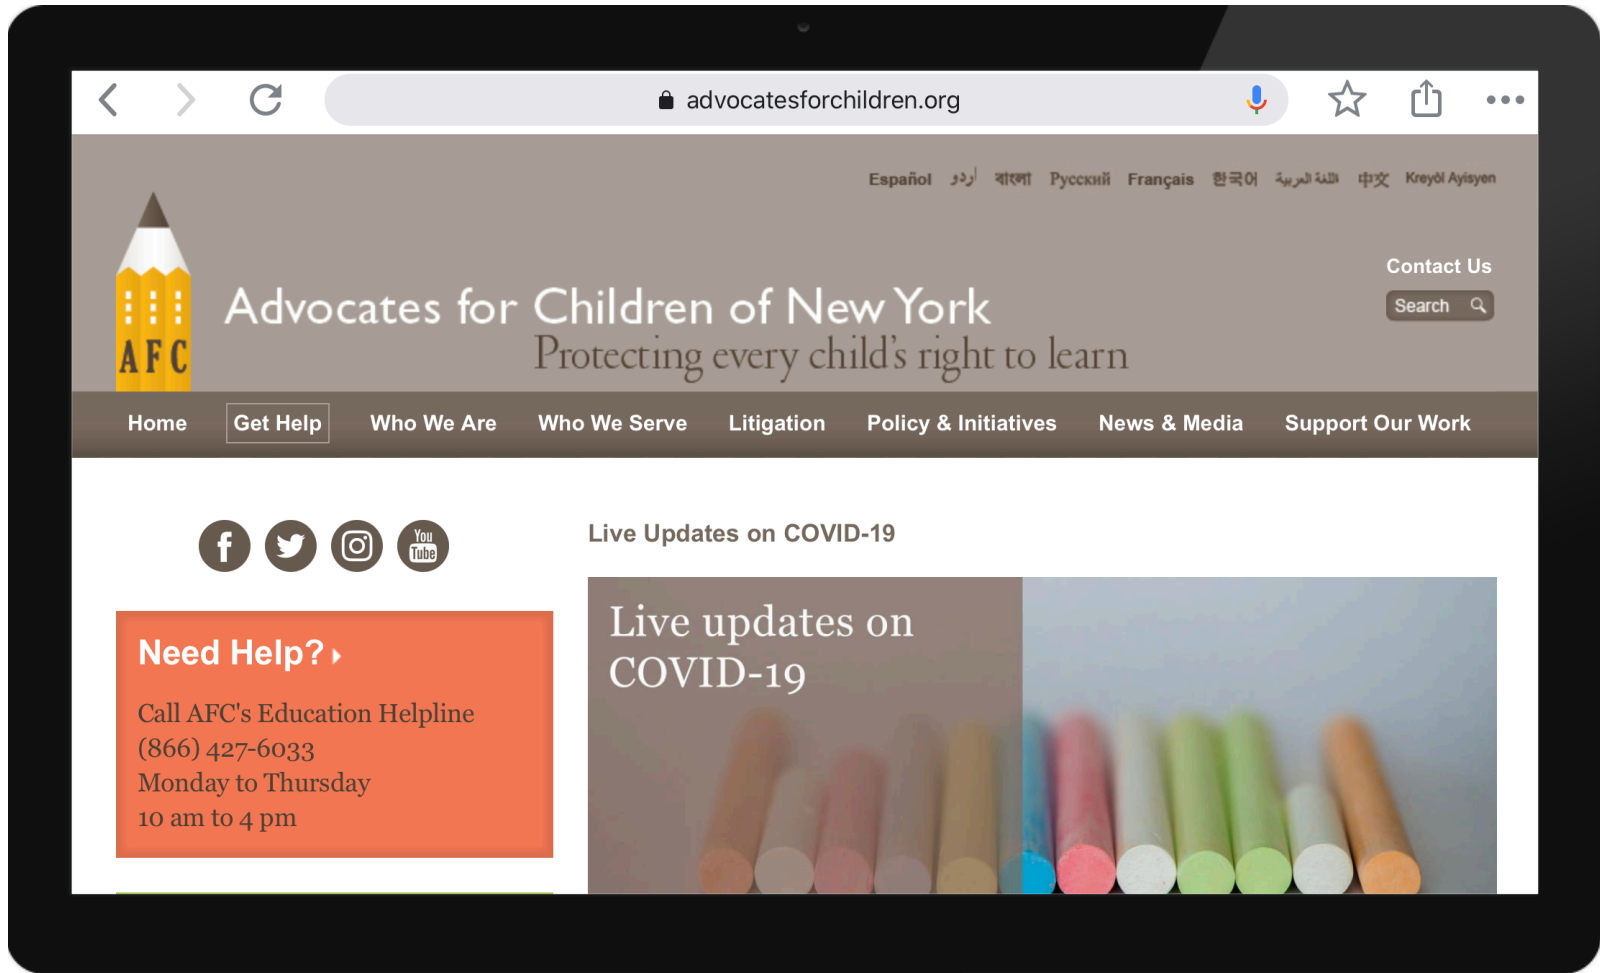 advocatesforchildren.org
Español اردو বাংলা Русский Français 한국어 اللغة العربية 中文 Kreyòl Ayisyen
Contact Us
Search
AFC
Advocates for Children of New York
Protecting every child's right to learn
Home Get Help Who We Are Who We Serve Litigation Policy & Initiatives News & Media Support Our Work
f
You
Tube
Live Updates on COVID-19
Need Help?
Call AFC's Education Helpline
(866) 427-6033
Monday to Thursday
10 am to 4 pm
Live updates on
COVID-19